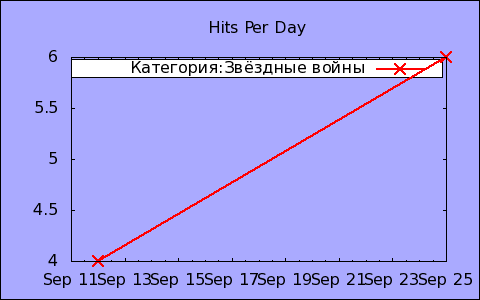 Hits Per Day
Категория:Звёздные войны
6
5.5
5
4.5
4
Sep 11 Sep 13 Sep 15 Sep 17 Sep 19 Sep 21 Sep 23 Sep 25